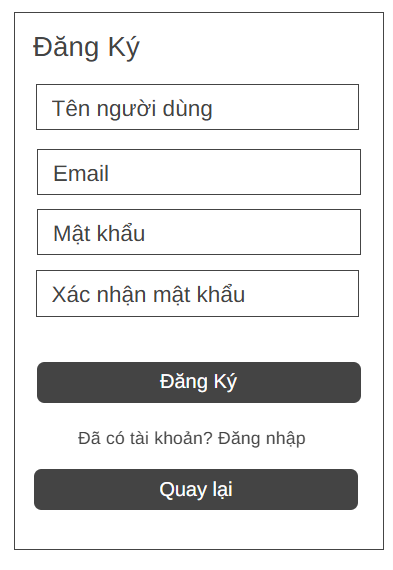 Đăng Ký
Tên người dùng
Email
Mật khẩu
Xác nhận mật khẩu
Đăng Ký
Đã có tài khoản? Đăng nhập
Quay lại